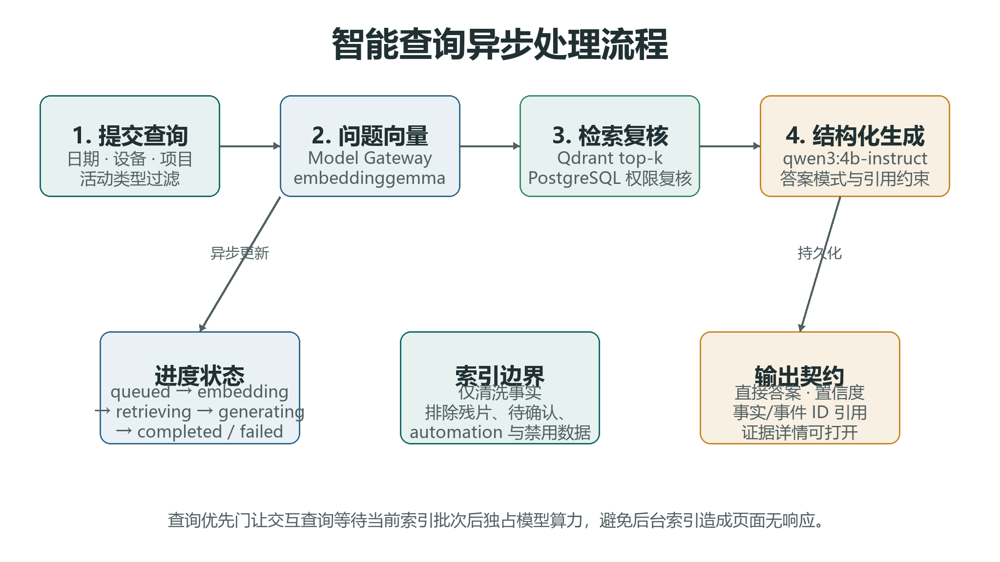 智能查询异步处理流程
1. 提交查询
日期 · 设备 · 项目
活动类型过滤
2. 问题向量
Model Gateway
embeddinggemma
3. 检索复核
Qdrant top-k
PostgreSQL 权限复核
4. 结构化生成
qwen3:4b-instruct
答案模式与引用约束
异步更新
持久化
进度状态
queued → embedding
→ retrieving → generating
→ completed / failed
索引边界
仅清洗事实
排除残片、待确认、
automation 与禁用数据
输出契约
直接答案 · 置信度
事实/事件 ID 引用
证据详情可打开
查询优先门让交互查询等待当前索引批次后独占模型算力，避免后台索引造成页面无响应。